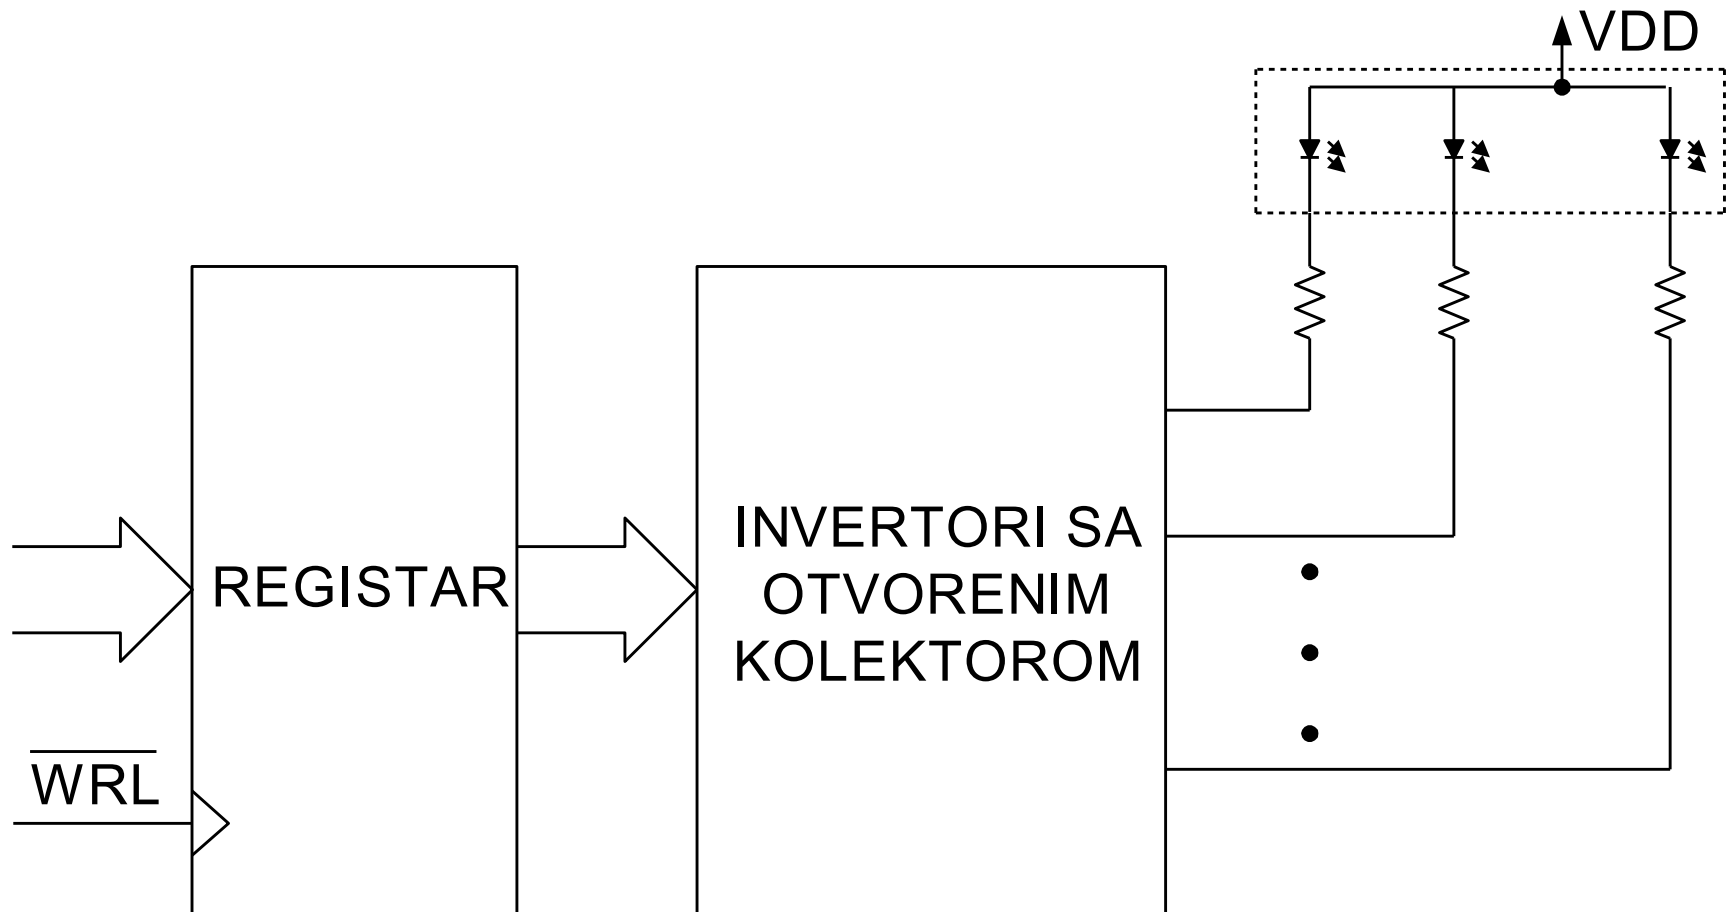 VDD
REGISTAR
INVERTORI SA
OTVORENIM
KOLEKTOROM
WRL